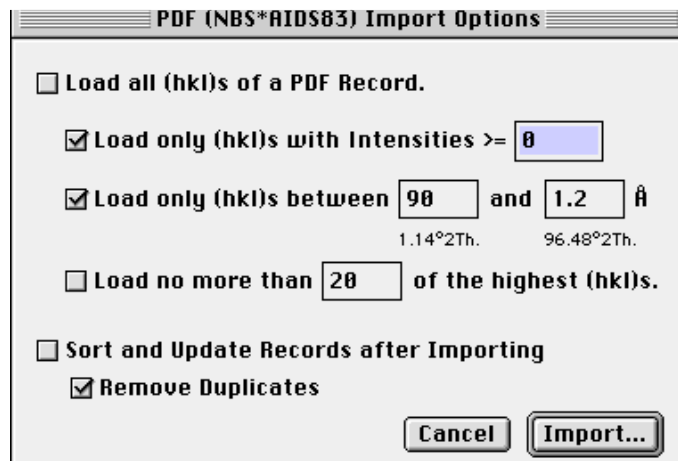 PDF (NBS*AIDS83) Import Options
Load all (hkl)s of a PDF Record.
Load only (hkl)s with Intensities >= 0
Load only (hkl)s between 90 and 1.2 Å
1.14°2Th. 96.48°2Th.
Load no more than 20 of the highest (hkl)s.
Sort and Update Records after Importing
Remove Duplicates
Cancel Import...